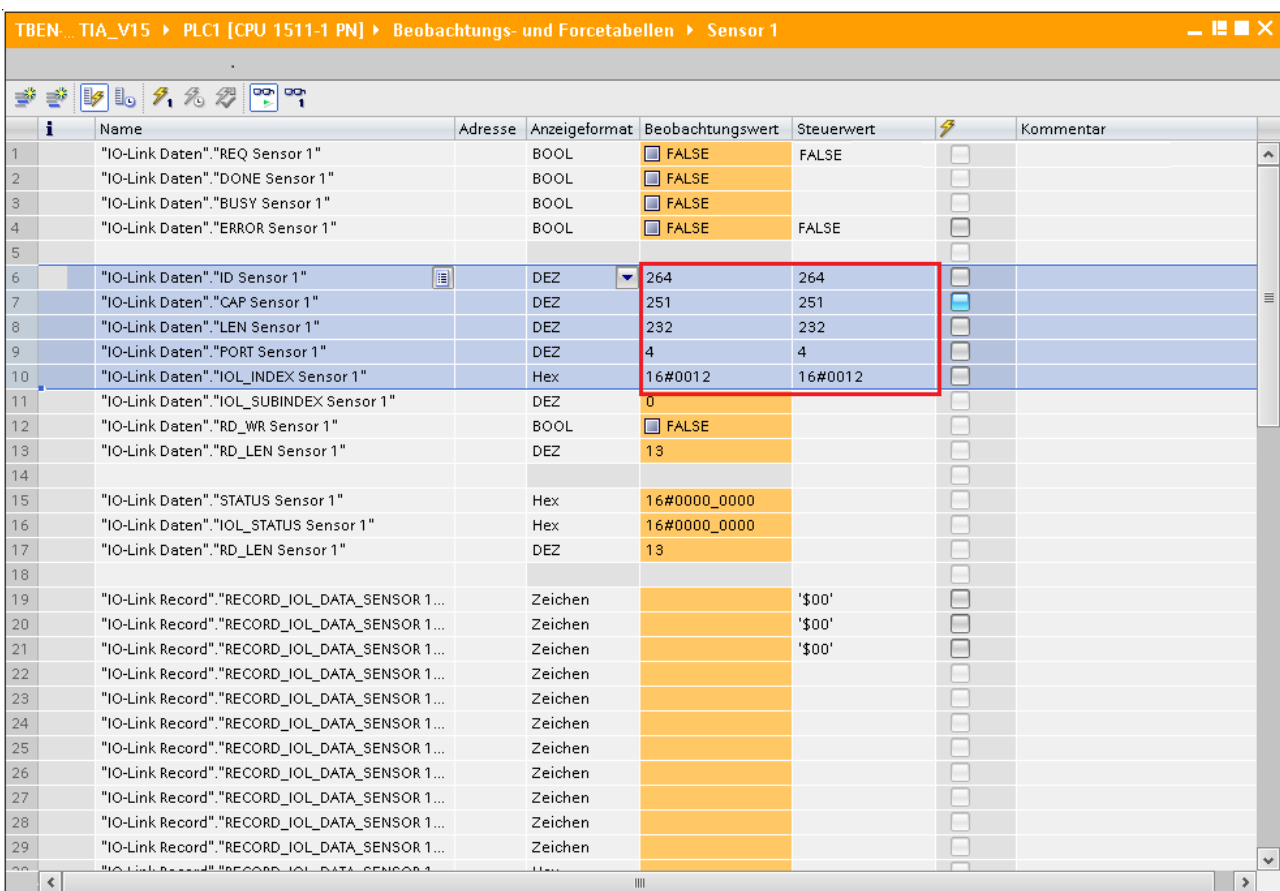 TBEN-... TIA_V15 ▸ PLC1 [CPU 1511-1 PN] ▸ Beobachtungs- und Forcetabellen ▸ Sensor 1
i Name Adresse Anzeigeformat Beobachtungswert Steuerwert Kommentar
1 "IO-Link Daten"."REQ Sensor 1" BOOL FALSE FALSE
2 "IO-Link Daten"."DONE Sensor 1" BOOL FALSE
3 "IO-Link Daten"."BUSY Sensor 1" BOOL FALSE
4 "IO-Link Daten"."ERROR Sensor 1" BOOL FALSE FALSE
5
6 "IO-Link Daten"."ID Sensor 1" DEZ 264 264
7 "IO-Link Daten"."CAP Sensor 1" DEZ 251 251
8 "IO-Link Daten"."LEN Sensor 1" DEZ 232 232
9 "IO-Link Daten"."PORT Sensor 1" DEZ 4 4
10 "IO-Link Daten"."IOL_INDEX Sensor 1" Hex 16#0012 16#0012
11 "IO-Link Daten"."IOL_SUBINDEX Sensor 1" DEZ 0
12 "IO-Link Daten"."RD_WR Sensor 1" BOOL FALSE
13 "IO-Link Daten"."RD_LEN Sensor 1" DEZ 13
14
15 "IO-Link Daten"."STATUS Sensor 1" Hex 16#0000_0000
16 "IO-Link Daten"."IOL_STATUS Sensor 1" Hex 16#0000_0000
17 "IO-Link Daten"."RD_LEN Sensor 1" DEZ 13
18
19 "IO-Link Record"."RECORD_IOL_DATA_SENSOR 1... Zeichen '$00'
20 "IO-Link Record"."RECORD_IOL_DATA_SENSOR 1... Zeichen '$00'
21 "IO-Link Record"."RECORD_IOL_DATA_SENSOR 1... Zeichen '$00'
22 "IO-Link Record"."RECORD_IOL_DATA_SENSOR 1... Zeichen
23 "IO-Link Record"."RECORD_IOL_DATA_SENSOR 1... Zeichen
24 "IO-Link Record"."RECORD_IOL_DATA_SENSOR 1... Zeichen
25 "IO-Link Record"."RECORD_IOL_DATA_SENSOR 1... Zeichen
26 "IO-Link Record"."RECORD_IOL_DATA_SENSOR 1... Zeichen
27 "IO-Link Record"."RECORD_IOL_DATA_SENSOR 1... Zeichen
28 "IO-Link Record"."RECORD_IOL_DATA_SENSOR 1... Zeichen
29 "IO-Link Record"."RECORD_IOL_DATA_SENSOR 1... Zeichen